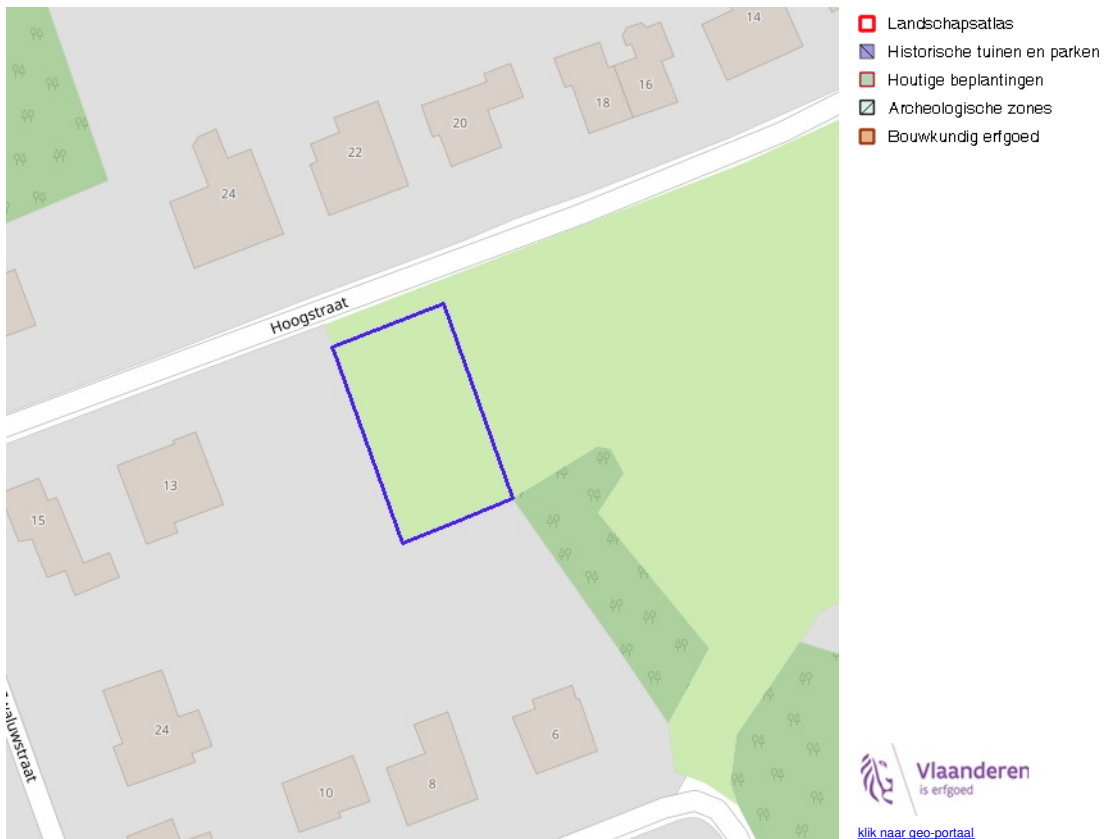 14
16
18
20
22
24
Hoogstraat
13
15
24
10
8
6
Landschapsatlas
Historische tuinen en parken
Houtige beplantingen
Archeologische zones
Bouwkundig erfgoed
Vlaanderen
is erfgoed
klik naar geo-portaal